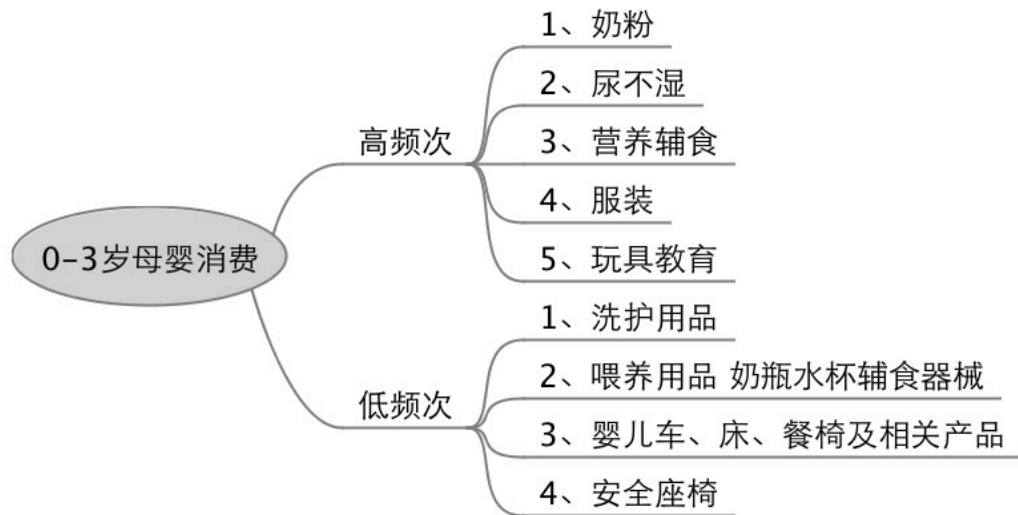 0-3岁母婴消费
高频次
1、奶粉
2、尿不湿
3、营养辅食
4、服装
5、玩具教育
低频次
1、洗护用品
2、喂养用品 奶瓶水杯辅食器械
3、婴儿车、床、餐椅及相关产品
4、安全座椅